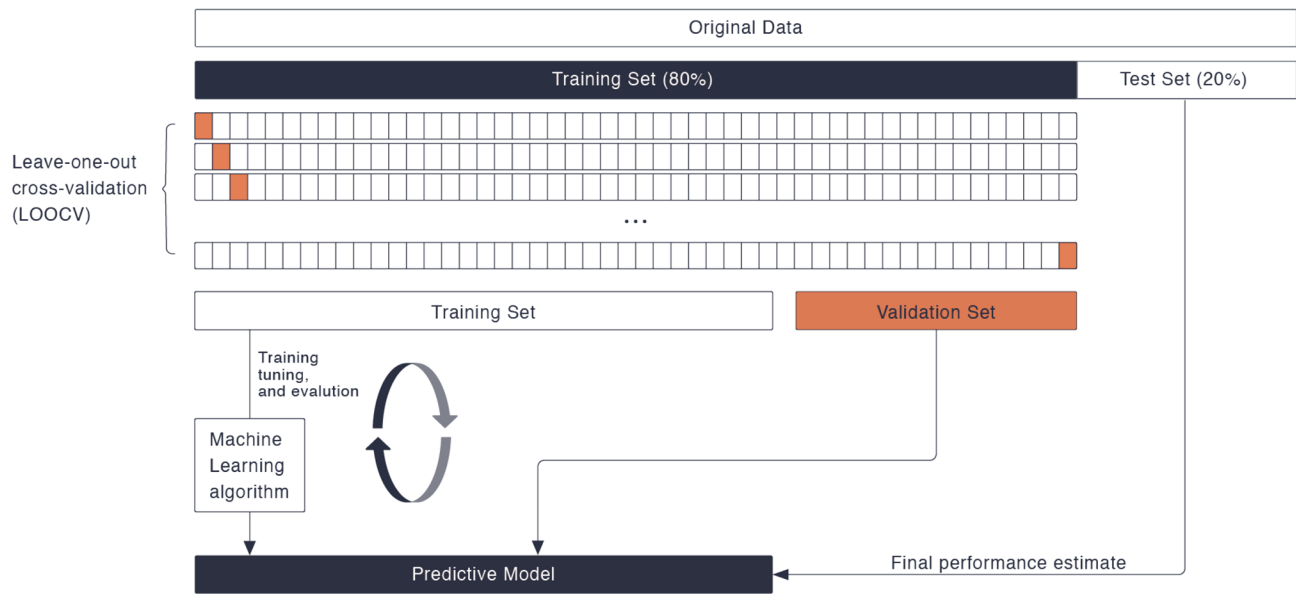 Original Data
Training Set (80%)
Test Set (20%)
Leave-one-out
cross-validation
(LOOCV)
...
Training Set
Validation Set
Training
tuning,
and evalution
Machine
Learning
algorithm
Final performance estimate
Predictive Model